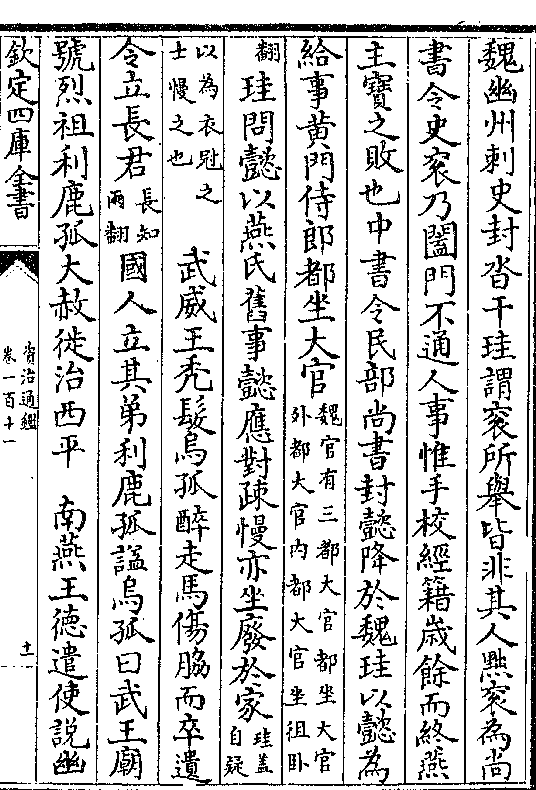 魏幽州刺史封沓干珪謂衮所舉皆非其人黜衮為尚
書令史衮乃闔門不通人事惟手校經籍歳餘而終燕
主寶之敗也中書令民部尚書封懿降於魏珪以懿為
給事黄門侍郎都坐大官魏官有三都大官都坐大官
外都大官内都大官坐徂卧
翻珪問懿以燕氏舊事懿應對疎慢亦坐廢於家珪盖
自疑
以為衣冠之
士慢之也武威王禿髮烏孤醉走馬傷脇而卒遺
令立長君長知
兩翻國人立其弟利鹿孤諡烏孤曰武王廟
號烈祖利鹿孤大赦徙治西平南燕王德遣使説幽
欽定四庫全書
資治通鑑
卷一百十一
十一